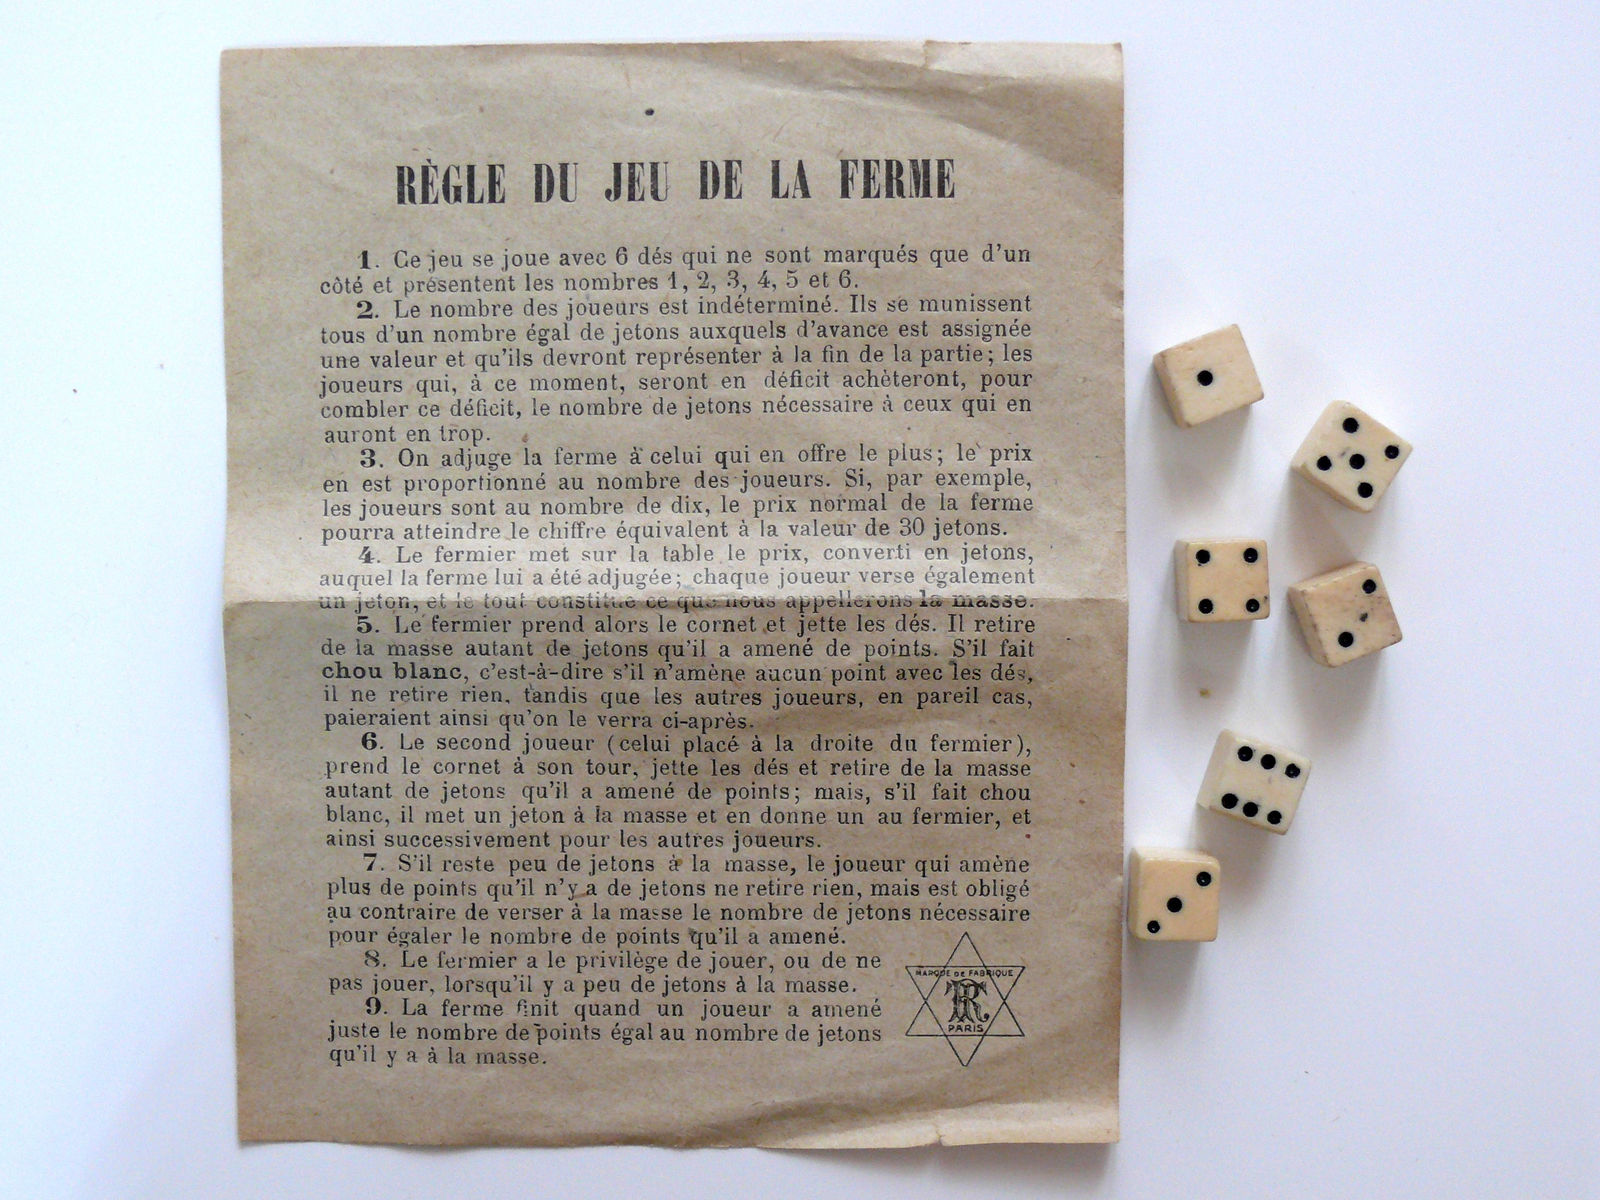 RÈGLE DU JEU DE LA FERME
1. Ce jeu se joue avec 6 dés qui ne sont marqués que d'un
côté et présentent les nombres 1, 2, 3, 4, 5 et 6.
2. Le nombre des joueurs est indéterminé. Ils se munissent
tous d'un nombre égal de jetons auxquels d'avance est assignée
une valeur et qu'ils devront représenter à la fin de la partie; les
joueurs qui, à ce moment, seront en déficit achèteront, pour
combler ce déficit, le nombre de jetons nécessaire à ceux qui en
auront en trop.
3. On adjuge la ferme à celui qui en offre le plus; le prix
en est proportionné au nombre des joueurs. Si, par exemple,
les joueurs sont au nombre de dix, le prix normal de la ferme
pourra atteindre le chiffre équivalent à la valeur de 30 jetons.
4. Le fermier met sur la table le prix, converti en jetons,
auquel la ferme lui a été adjugée; chaque joueur verse également
un jeton, et le tout constitue ce que nous appellerons la masse.
5. Le fermier prend alors le cornet et jette les dés. Il retire
de la masse autant de jetons qu'il a amené de points. S'il fait
chou blanc, c'est-à-dire s'il n'amène aucun point avec les dés,
il ne retire rien, tandis que les autres joueurs, en pareil cas,
paieraient ainsi qu'on le verra ci-après.
6. Le second joueur (celui placé à la droite du fermier),
prend le cornet à son tour, jette les dés et retire de la masse
autant de jetons qu'il a amené de points; mais, s'il fait chou
blanc, il met un jeton à la masse et en donne un au fermier, et
ainsi successivement pour les autres joueurs.
7. S'il reste peu de jetons à la masse, le joueur qui amène
plus de points qu'il n'y a de jetons ne retire rien, mais est obligé
au contraire de verser à la masse le nombre de jetons nécessaire
pour égaler le nombre de points qu'il a amené.
8. Le fermier a le privilège de jouer, ou de ne
pas jouer, lorsqu'il y a peu de jetons à la masse.
9. La ferme finit quand un joueur a amené
juste le nombre de points égal au nombre de jetons
qu'il y a à la masse.
MARQUE DE FABRIQUE
PARIS